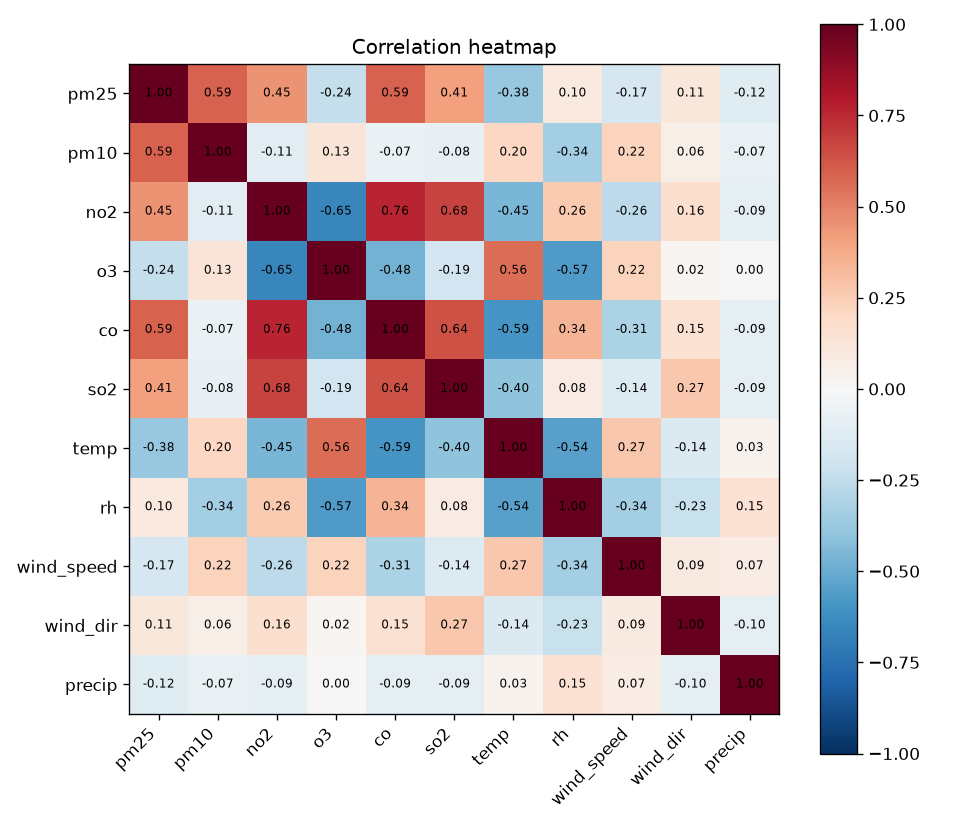 Correlation heatmap
pm25 1.00 0.59 0.45 -0.24 0.59 0.41 -0.38 0.10 -0.17 0.11 -0.12
pm10 0.59 1.00 -0.11 0.13 -0.07 -0.08 0.20 -0.34 0.22 0.06 -0.07
no2 0.45 -0.11 1.00 -0.65 0.76 0.68 -0.45 0.26 -0.26 0.16 -0.09
o3 -0.24 0.13 -0.65 1.00 -0.48 -0.19 0.56 -0.57 0.22 0.02 0.00
co 0.59 -0.07 0.76 -0.48 1.00 0.64 -0.59 0.34 -0.31 0.15 -0.09
so2 0.41 -0.08 0.68 -0.19 0.64 1.00 -0.40 0.08 -0.14 0.27 -0.09
temp -0.38 0.20 -0.45 0.56 -0.59 -0.40 1.00 -0.54 0.27 -0.14 0.03
rh 0.10 -0.34 0.26 -0.57 0.34 0.08 -0.54 1.00 -0.34 -0.23 0.15
wind_speed -0.17 0.22 -0.26 0.22 -0.31 -0.14 0.27 -0.34 1.00 0.09 0.07
wind_dir 0.11 0.06 0.16 0.02 0.15 0.27 -0.14 -0.23 0.09 1.00 -0.10
precip -0.12 -0.07 -0.09 0.00 -0.09 -0.09 0.03 0.15 0.07 -0.10 1.00
pm25 pm10 no2 o3 co so2 temp rh wind_speed wind_dir precip
1.00
0.75
0.50
0.25
0.00
−0.25
−0.50
−0.75
−1.00